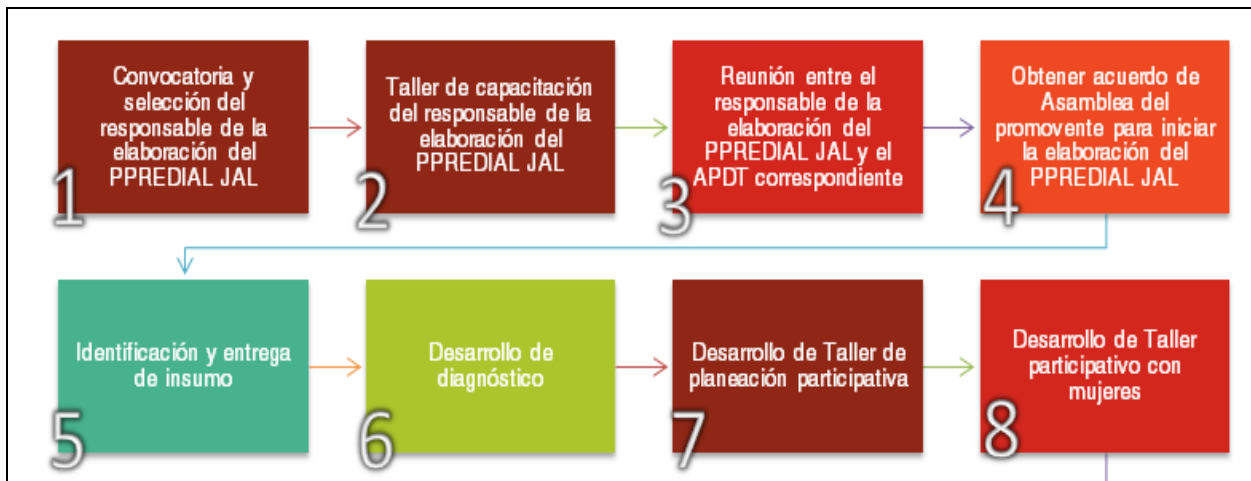 Convocatoria y
selección del
responsable de la
elaboración del
PPREDIAL JAL
1
Taller de capacitación
del responsable de la
elaboración del
PPREDIAL JAL
2
Reunión entre el
responsable de la
elaboración del
PPREDIAL JAL y el
APDT correspondiente
3
Obtener acuerdo de
Asamblea del
promovente para iniciar
la elaboración del
PPREDIAL JAL
4
Identificación y entrega
de insumo
5
Desarrollo de
diagnóstico
6
Desarrollo de Taller de
planeación participativa
7
Desarrollo de Taller
participativo con
mujeres
8